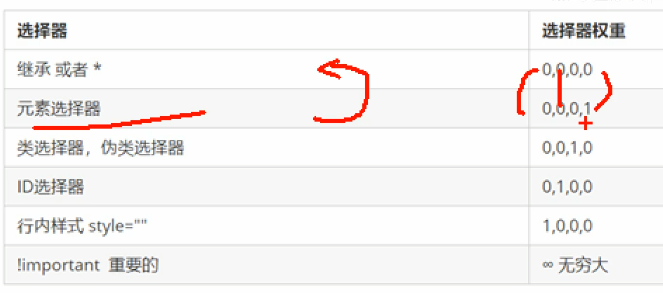 选择器 选择器权重
继承 或者 * 0,0,0,0
元素选择器 0,0,0,1
类选择器，伪类选择器 0,0,1,0
ID选择器 0,1,0,0
行内样式 style="" 1,0,0,0
!important 重要的 ∞ 无穷大